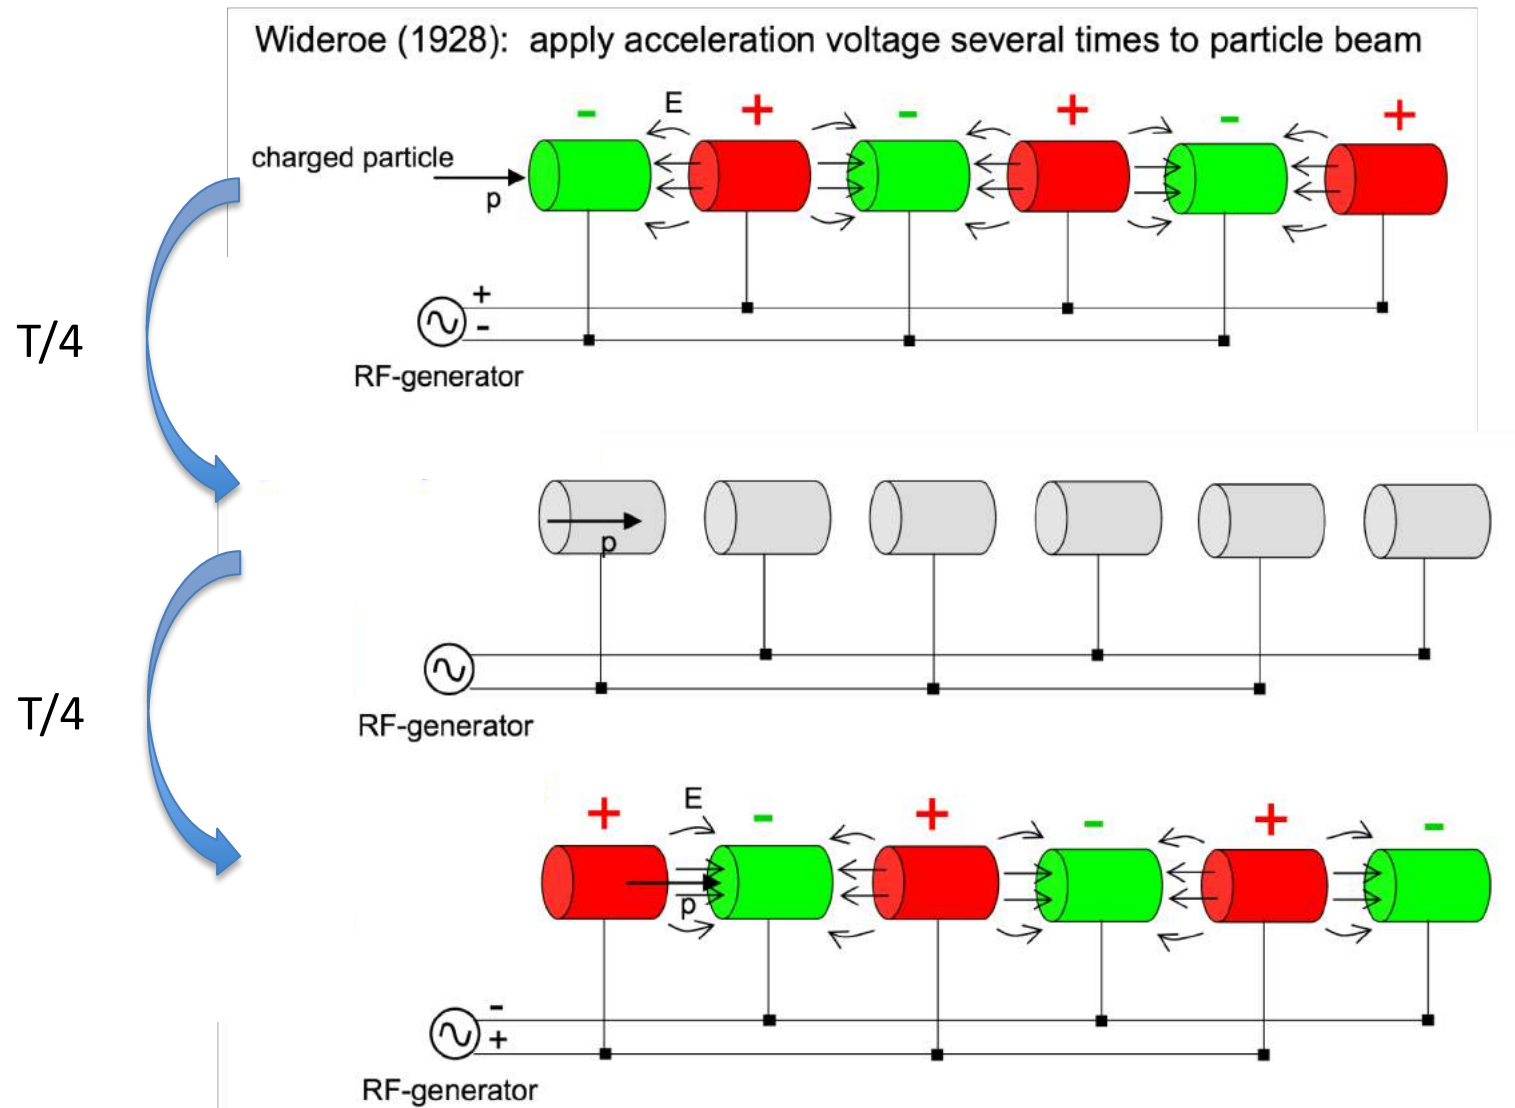 Wideroe (1928): apply acceleration voltage several times to particle beam
- E + - + - +
charged particle
p
+
-
RF-generator
T/4
p
RF-generator
T/4
+ E - + - + -
p
-
+
RF-generator